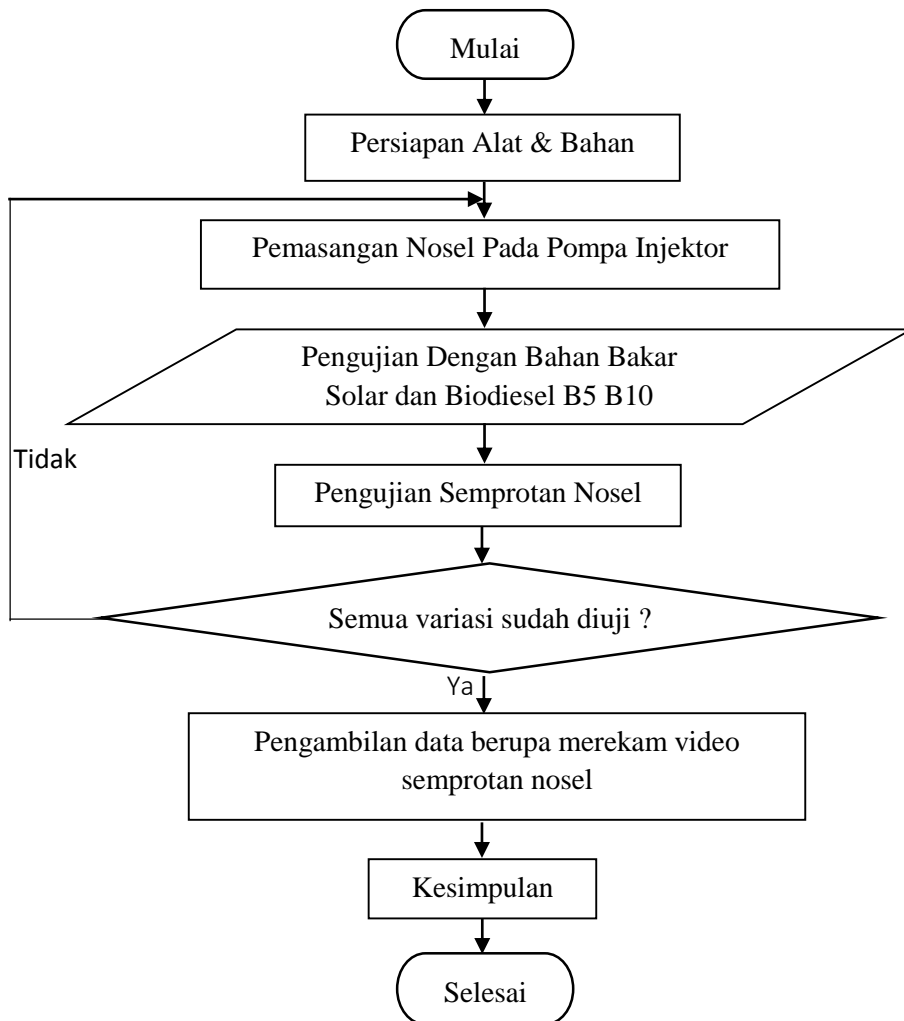 Mulai
Persiapan Alat & Bahan
Pemasangan Nosel Pada Pompa Injektor
Pengujian Dengan Bahan Bakar
Solar dan Biodiesel B5 B10
Tidak
Pengujian Semprotan Nosel
Semua variasi sudah diuji ?
Ya
Pengambilan data berupa merekam video
semprotan nosel
Kesimpulan
Selesai